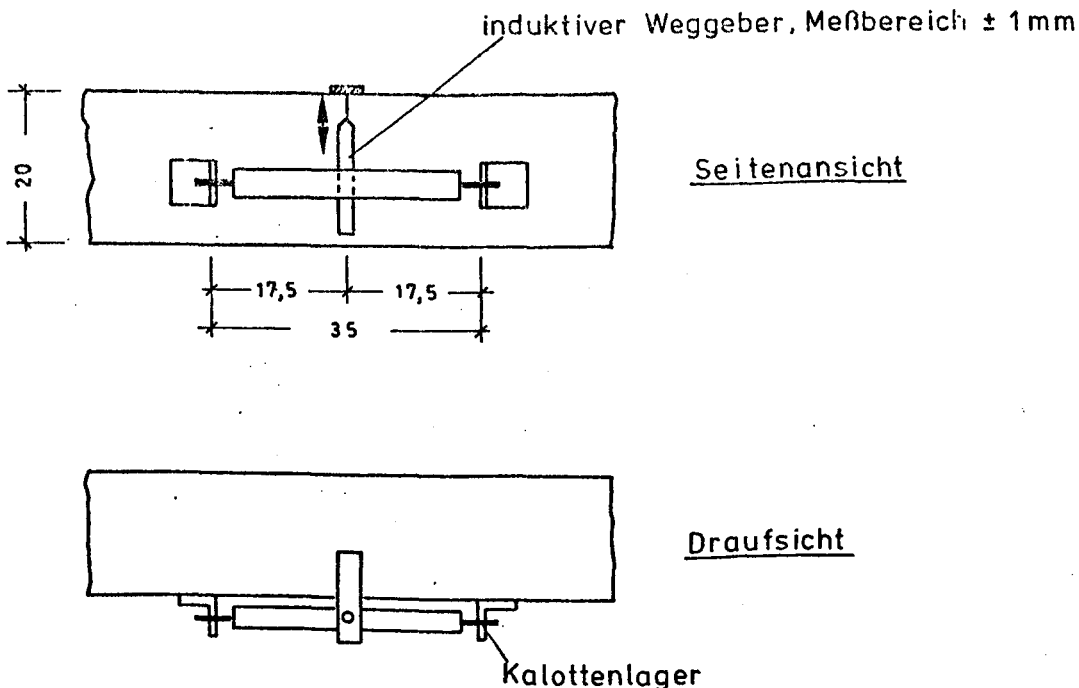 induktiver Weggeber, Meßbereich ± 1mm
20
Seitenansicht
17,5 17,5
35
Draufsicht
Kalottenlager